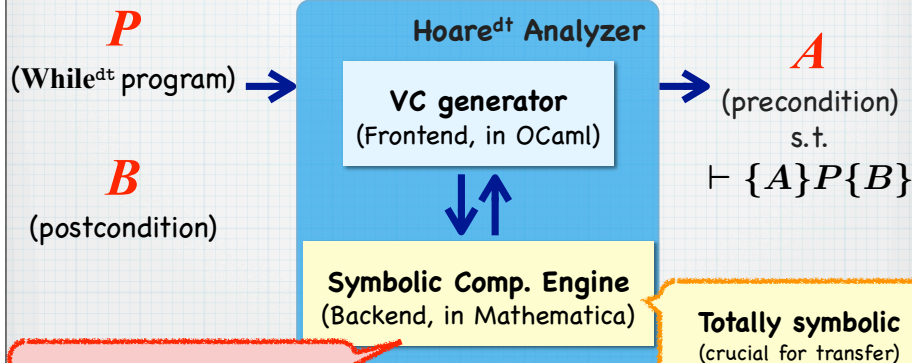 P
(Whileᵈᵗ program)
B
(postcondition)
Hoareᵈᵗ Analyzer
VC generator
(Frontend, in OCaml)
Symbolic Comp. Engine
(Backend, in Mathematica)
A
(precondition)
s.t.
⊢ {A}P{B}
Totally symbolic
(crucial for transfer)